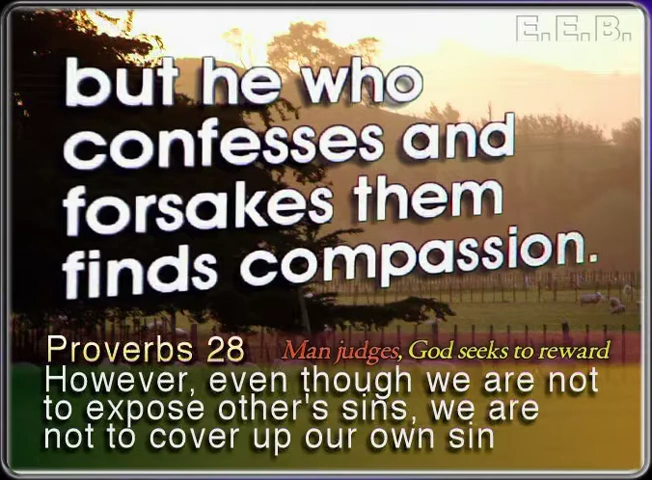 E.E.B.
but he who
confesses and
forsakes them
finds compassion.
Proverbs 28 Man judges, God seeks to reward
However, even though we are not
to expose other's sins, we are
not to cover up our own sin